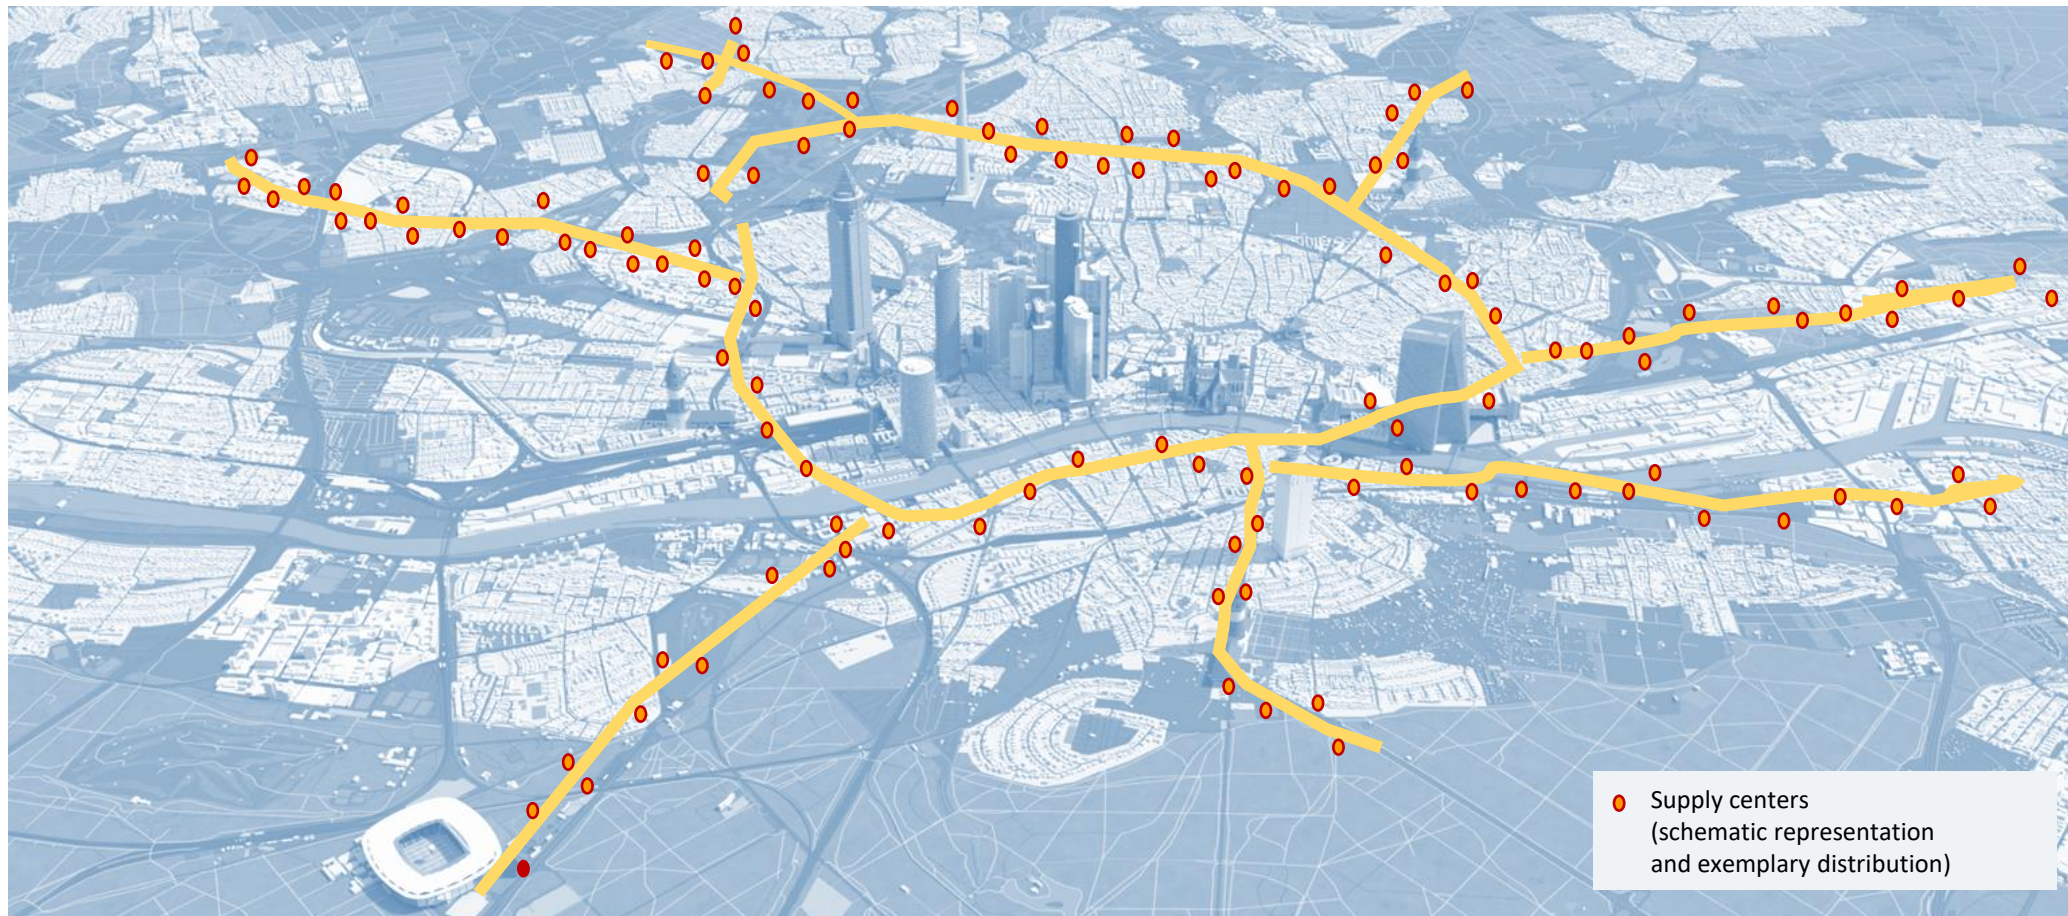 Supply centers
(schematic representation
and exemplary distribution)